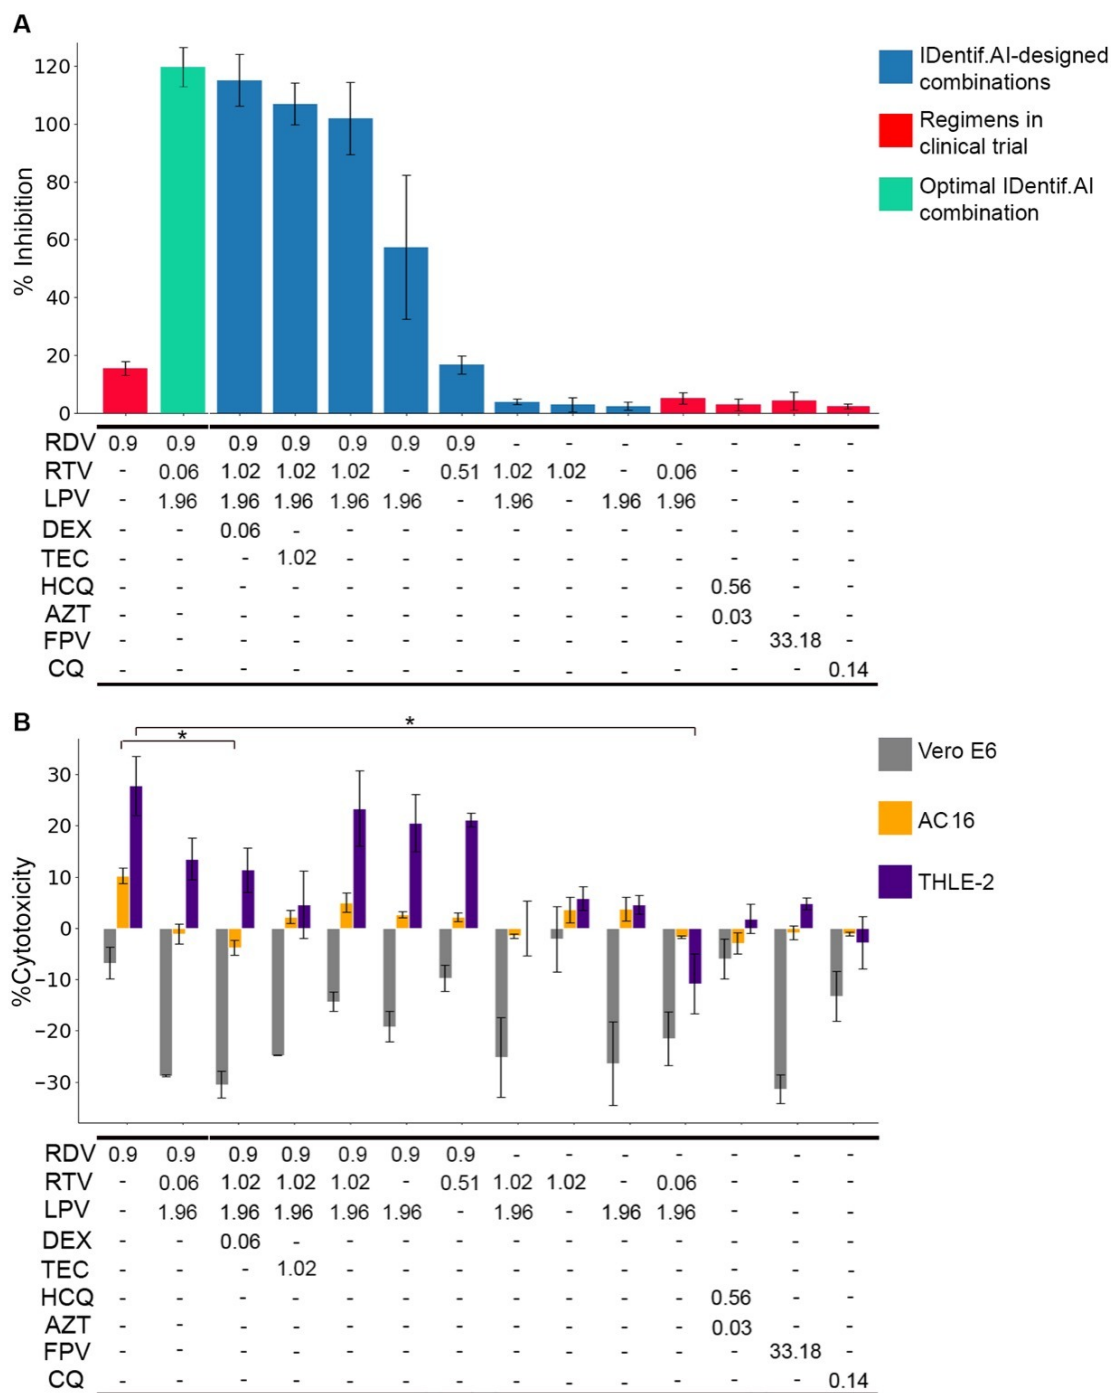 A
120
100
80
60
40
20
0
% Inhibition
IDentif.AI-designed
combinations
Regimens in
clinical trial
Optimal IDentif.AI
combination
RDV 0.9 0.9 0.9 0.9 0.9 0.9 0.9 - - - - - - -
RTV - 0.06 1.02 1.02 1.02 - 0.51 1.02 1.02 - 0.06 - - -
LPV - 1.96 1.96 1.96 1.96 1.96 - 1.96 - 1.96 1.96 - - -
DEX - - 0.06 - - - - - - - - - - -
TEC - - - 1.02 - - - - - - - - - -
HCQ - - - - - - - - - - - 0.56 - -
AZT - - - - - - - - - - - 0.03 - -
FPV - - - - - - - - - - - - 33.18 -
CQ - - - - - - - - - - - - - 0.14
B
*
*
30
20
10
0
−10
−20
−30
%Cytotoxicity
Vero E6
AC16
THLE-2
RDV 0.9 0.9 0.9 0.9 0.9 0.9 0.9 - - - - - - -
RTV - 0.06 1.02 1.02 1.02 - 0.51 1.02 1.02 - 0.06 - - -
LPV - 1.96 1.96 1.96 1.96 1.96 - 1.96 - 1.96 1.96 - - -
DEX - - 0.06 - - - - - - - - - - -
TEC - - - 1.02 - - - - - - - - - -
HCQ - - - - - - - - - - - 0.56 - -
AZT - - - - - - - - - - - 0.03 - -
FPV - - - - - - - - - - - - 33.18 -
CQ - - - - - - - - - - - - - 0.14